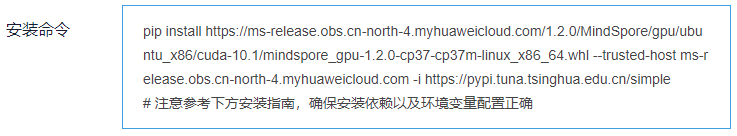 安装命令
pip install https://ms-release.obs.cn-north-4.myhuaweicloud.com/1.2.0/MindSpore/gpu/ubu
ntu_x86/cuda-10.1/mindspore_gpu-1.2.0-cp37-cp37m-linux_x86_64.whl --trusted-host ms-r
elease.obs.cn-north-4.myhuaweicloud.com -i https://pypi.tuna.tsinghua.edu.cn/simple
# 注意参考下方安装指南，确保安装依赖以及环境变量配置正确